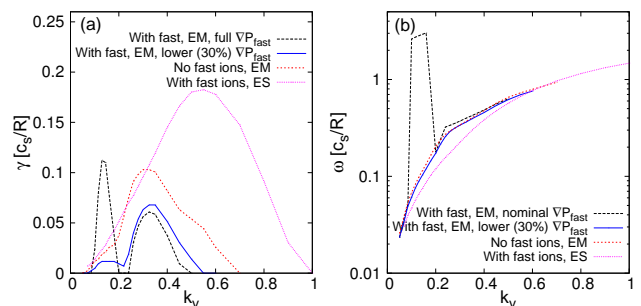 (a)
With fast, EM, full ∇P_fast
With fast, EM, lower (30%) ∇P_fast
No fast ions, EM
With fast ions, ES
γ [c_s/R]
0.25
0.2
0.15
0.1
0.05
0
0 0.2 0.4 0.6 0.8 1
k_y
(b)
With fast, EM, nominal ∇P_fast
With fast, EM, lower (30%) ∇P_fast
No fast ions, EM
With fast ions, ES
ω [c_s/R]
1
0.1
0.01
0 0.2 0.4 0.6 0.8 1
k_y